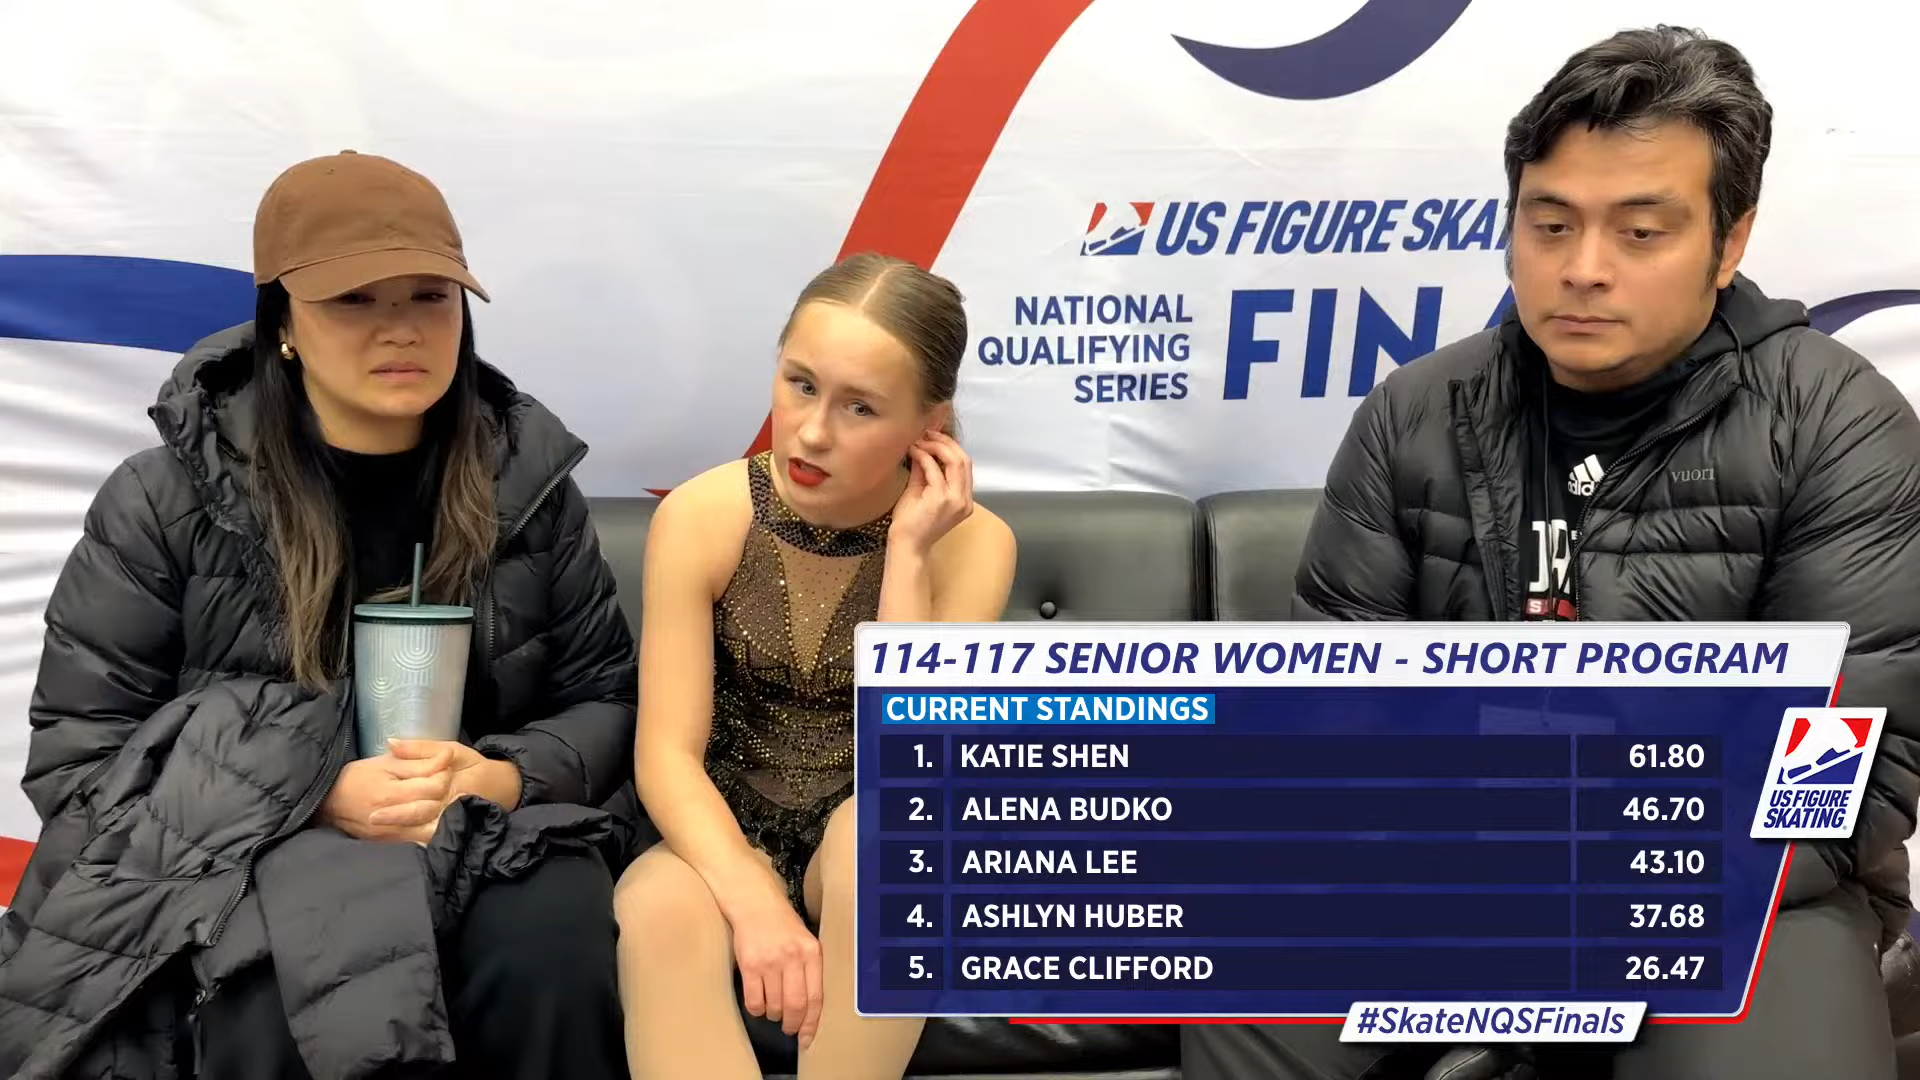 US FIGURE SKA
NATIONAL
QUALIFYING
SERIES
FIN
adidas
vuori
114-117 SENIOR WOMEN - SHORT PROGRAM
CURRENT STANDINGS
1. KATIE SHEN 61.80
2. ALENA BUDKO 46.70
3. ARIANA LEE 43.10
4. ASHLYN HUBER 37.68
5. GRACE CLIFFORD 26.47
US FIGURE
SKATING
#SkateNQSFinals